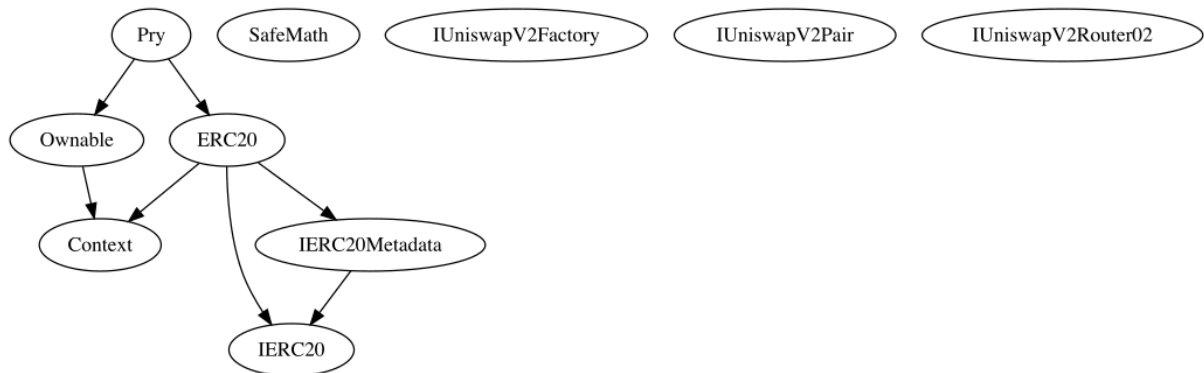 Pry
SafeMath
IUniswapV2Factory
IUniswapV2Pair
IUniswapV2Router02
Ownable
ERC20
Context
IERC20Metadata
IERC20